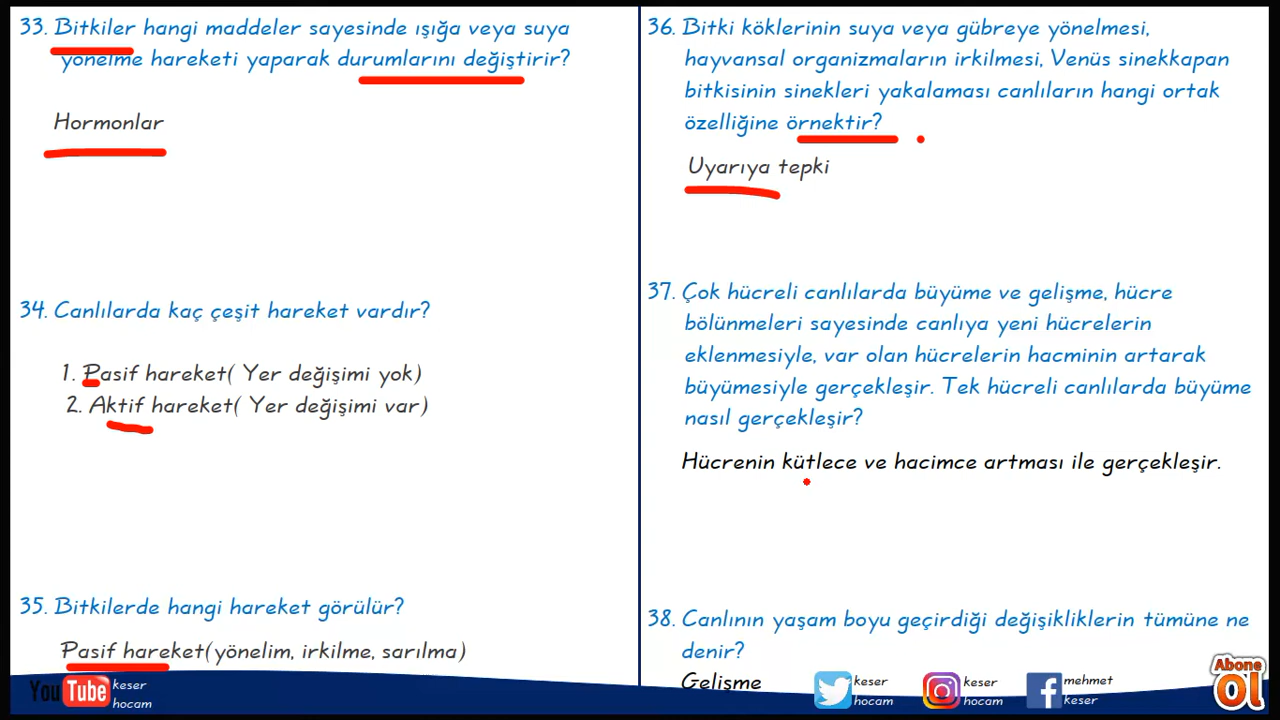 33. Bitkiler hangi maddeler sayesinde ışığa veya suya
yönelme hareketi yaparak durumlarını değiştirir?
Hormonlar
34. Canlılarda kaç çeşit hareket vardır?
1. Pasif hareket( Yer değişimi yok)
2. Aktif hareket( Yer değişimi var)
35. Bitkilerde hangi hareket görülür?
Pasif hareket(yönelim, irkilme, sarılma)
36. Bitki köklerinin suya veya gübreye yönelmesi,
hayvansal organizmaların irkilmesi, Venüs sinekkapan
bitkisinin sinekleri yakalaması canlıların hangi ortak
özelliğine örnektir?
Uyarıya tepki
37. Çok hücreli canlılarda büyüme ve gelişme, hücre
bölünmeleri sayesinde canlıya yeni hücrelerin
eklenmesiyle, var olan hücrelerin hacminin artarak
büyümesiyle gerçekleşir. Tek hücreli canlılarda büyüme
nasıl gerçekleşir?
Hücrenin kütlece ve hacimce artması ile gerçekleşir.
38. Canlının yaşam boyu geçirdiği değişikliklerin tümüne ne
denir?
Gelişme
YouTube
keser
hocam
keser
hocam
keser
hocam
mehmet
keser
Abone
OL